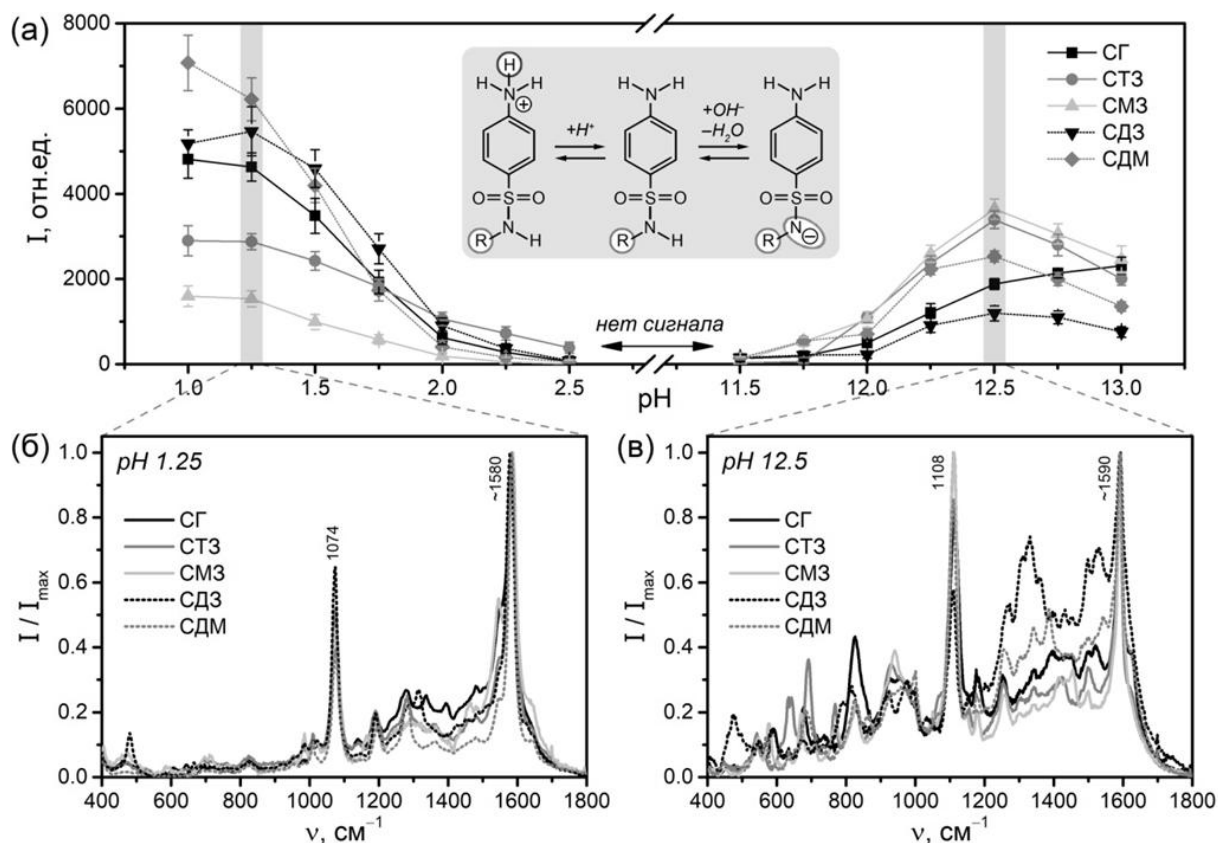 (а)
8000
6000
4000
2000
0
I, отн.ед.
СГ
СТЗ
СМЗ
СДЗ
СДМ
H
H N H
+
+H⁺
O=S=O
N
R H
H N H
O=S=O
N
R H
+OH⁻
–H₂O
H N H
O=S=O
N
R −
нет сигнала
1.0 1.5 2.0 2.5 11.5 12.0 12.5 13.0
pH
(б)
pH 1.25
1.0
0.8
0.6
0.4
0.2
0.0
I / Imax
СГ
СТЗ
СМЗ
СДЗ
СДМ
1074
~1580
400 600 800 1000 1200 1400 1600 1800
ν, см⁻¹
(в)
pH 12.5
1.0
0.8
0.6
0.4
0.2
0.0
I / Imax
СГ
СТЗ
СМЗ
СДЗ
СДМ
1108
~1590
400 600 800 1000 1200 1400 1600 1800
ν, см⁻¹